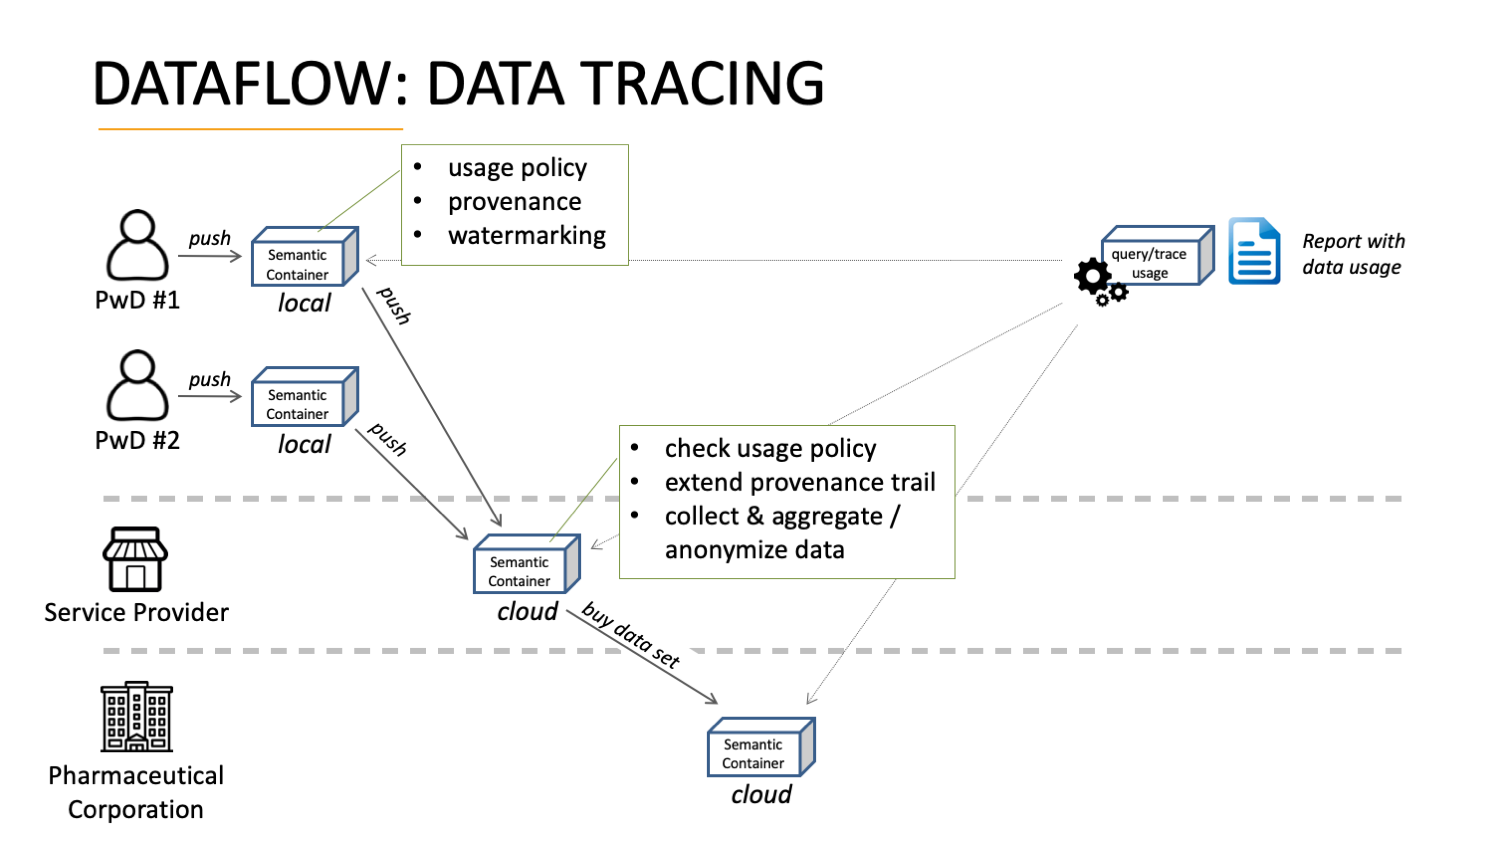 DATAFLOW: DATA TRACING
• usage policy
• provenance
• watermarking
push
Semantic
Container
local
PwD #1
push
query/trace
usage
Report with
data usage
push
Semantic
Container
local
PwD #2
push
• check usage policy
• extend provenance trail
• collect & aggregate /
anonymize data
Semantic
Container
cloud
Service Provider
buy data set
Semantic
Container
cloud
Pharmaceutical
Corporation